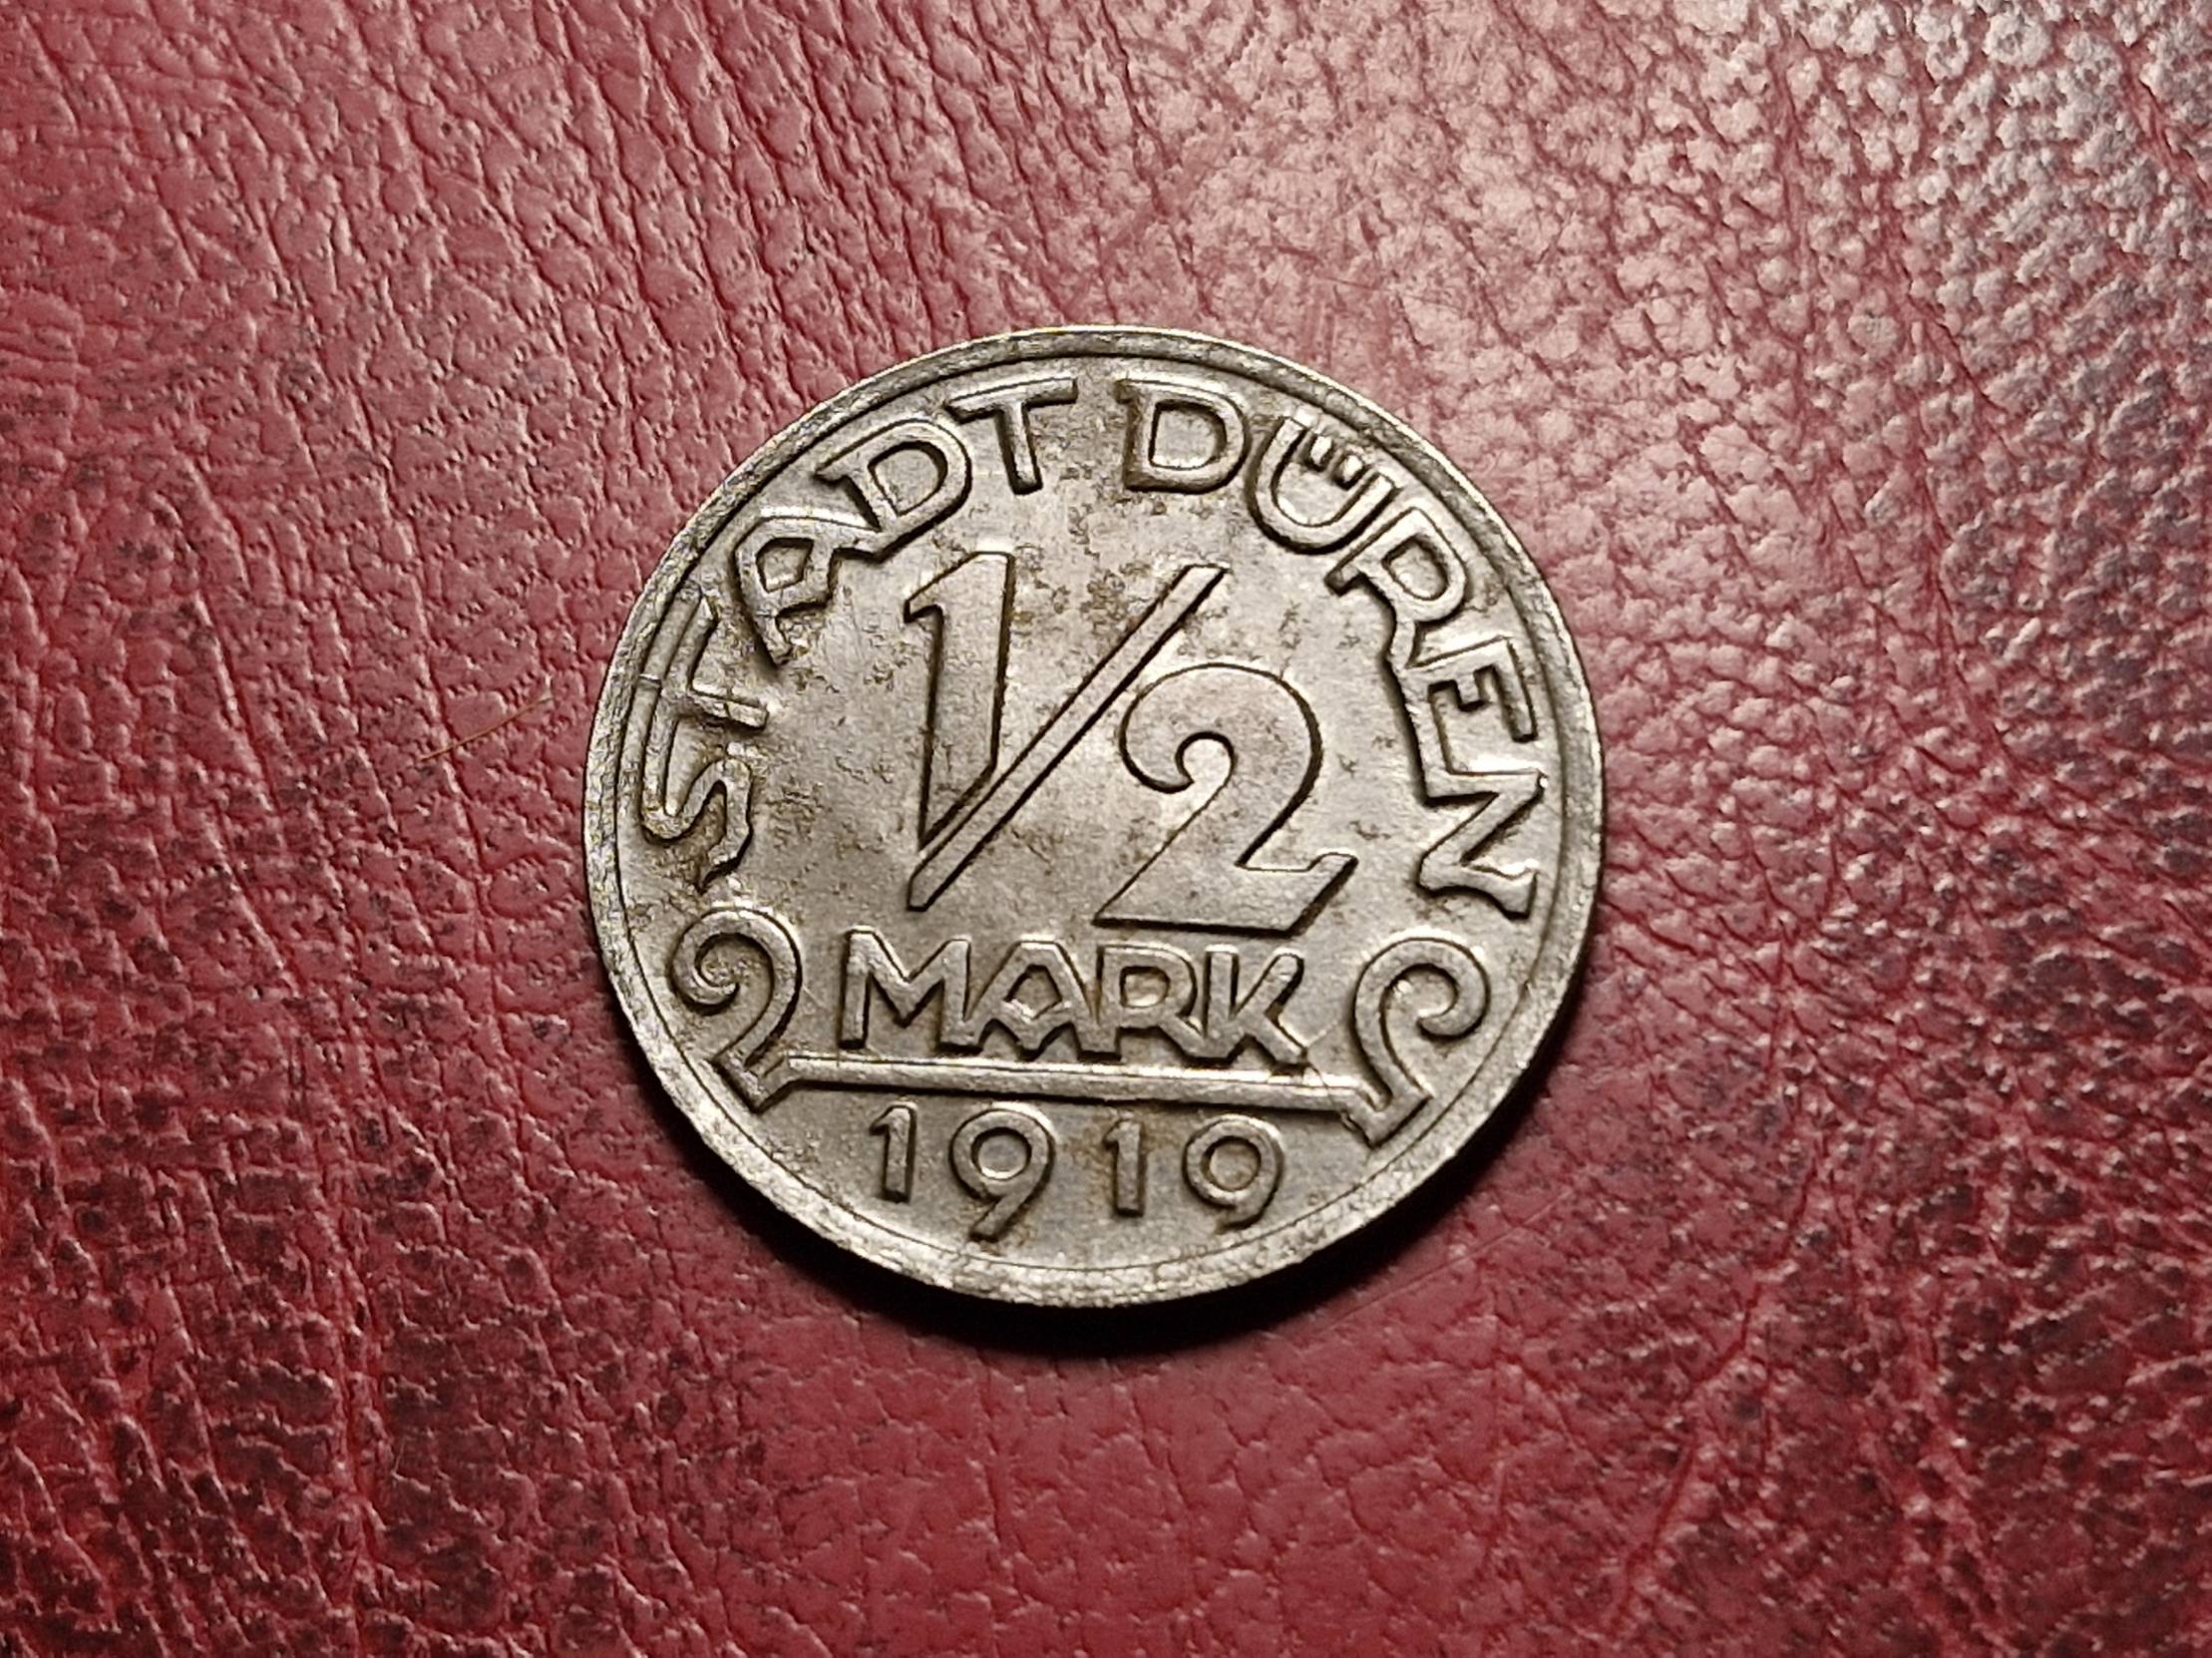 STADT DÜREN
1/2
MARK
1919